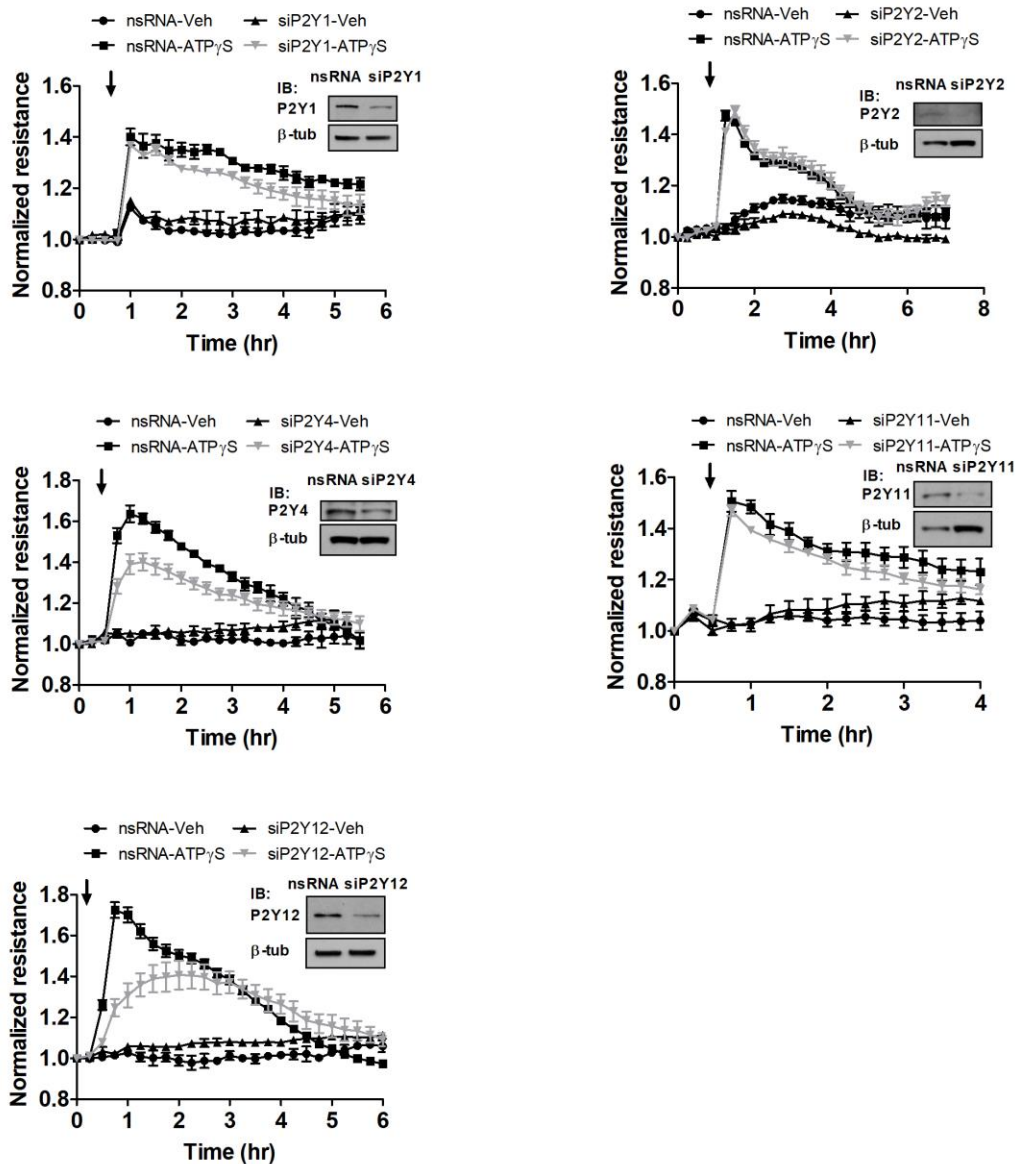 nsRNA-Veh siP2Y1-Veh
nsRNA-ATPγS siP2Y1-ATPγS
nsRNA siP2Y1
IB:
P2Y1
β-tub
Normalized resistance
1.6
1.4
1.2
1.0
0.8
0 1 2 3 4 5 6
Time (hr)
nsRNA-Veh siP2Y2-Veh
nsRNA-ATPγS siP2Y2-ATPγS
nsRNA siP2Y2
IB:
P2Y2
β-tub
Normalized resistance
1.6
1.4
1.2
1.0
0.8
0 2 4 6 8
Time (hr)
nsRNA-Veh siP2Y4-Veh
nsRNA-ATPγS siP2Y4-ATPγS
nsRNA siP2Y4
IB:
P2Y4
β-tub
Normalized resistance
1.8
1.6
1.4
1.2
1.0
0.8
0 1 2 3 4 5 6
Time (hr)
nsRNA-Veh siP2Y11-Veh
nsRNA-ATPγS siP2Y11-ATPγS
nsRNA siP2Y11
IB:
P2Y11
β-tub
Normalized resistance
1.6
1.4
1.2
1.0
0.8
0 1 2 3 4
Time (hr)
nsRNA-Veh siP2Y12-Veh
nsRNA-ATPγS siP2Y12-ATPγS
nsRNA siP2Y12
IB:
P2Y12
β-tub
Normalized resistance
1.8
1.6
1.4
1.2
1.0
0.8
0 1 2 3 4 5 6
Time (hr)